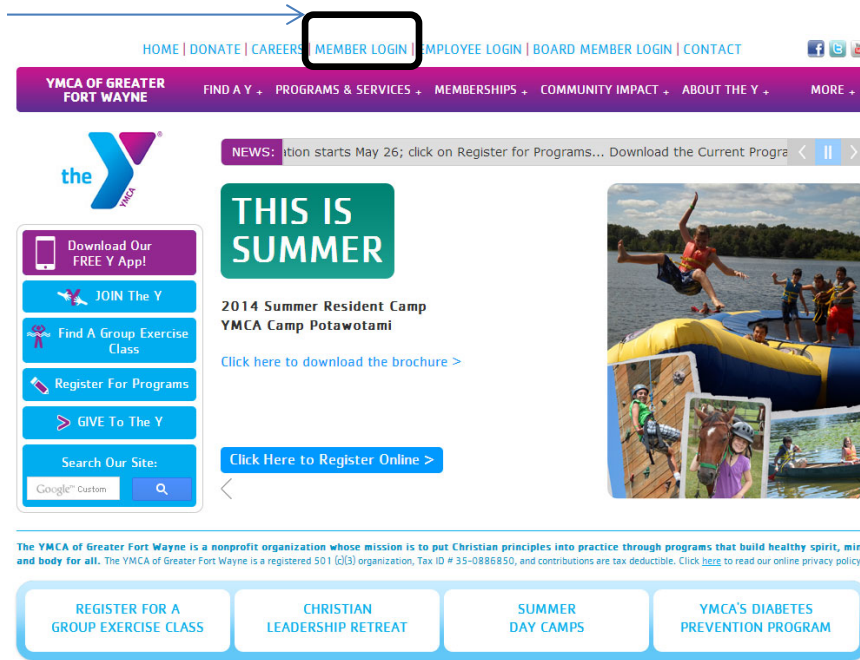 HOME | DONATE | CAREERS | MEMBER LOGIN | EMPLOYEE LOGIN | BOARD MEMBER LOGIN | CONTACT
YMCA OF GREATER
FORT WAYNE
FIND A Y + PROGRAMS & SERVICES + MEMBERSHIPS + COMMUNITY IMPACT + ABOUT THE Y + MORE +
the
YMCA
NEWS: ation starts May 26; click on Register for Programs... Download the Current Progra
THIS IS
SUMMER
2014 Summer Resident Camp
YMCA Camp Potawotami
Click here to download the brochure >
Click Here to Register Online >
Download Our
FREE Y App!
JOIN The Y
Find A Group Exercise
Class
Register For Programs
GIVE To The Y
Search Our Site:
Google™ Custom
The YMCA of Greater Fort Wayne is a nonprofit organization whose mission is to put Christian principles into practice through programs that build healthy spirit, min
and body for all. The YMCA of Greater Fort Wayne is a registered 501 (c)(3) organization, Tax ID # 35-0886850, and contributions are tax deductible. Click here to read our online privacy policy
REGISTER FOR A
GROUP EXERCISE CLASS
CHRISTIAN
LEADERSHIP RETREAT
SUMMER
DAY CAMPS
YMCA'S DIABETES
PREVENTION PROGRAM